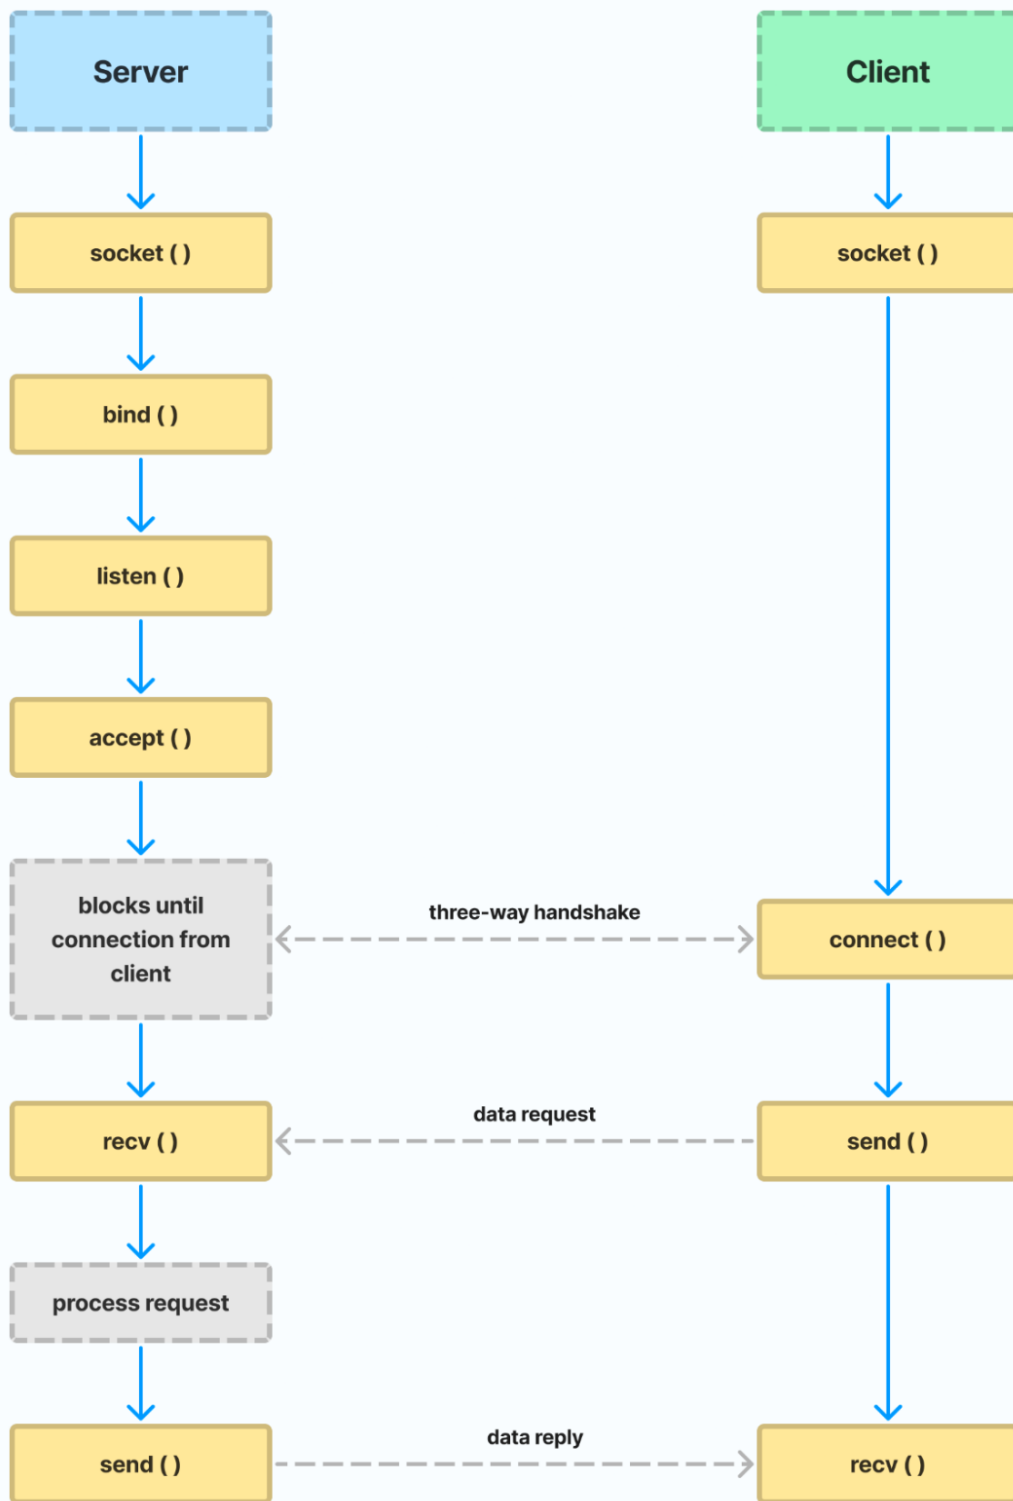 Server
Client
socket ( )
socket ( )
bind ( )
listen ( )
accept ( )
blocks until
connection from
client
three-way handshake
connect ( )
recv ( )
data request
send ( )
process request
send ( )
data reply
recv ( )